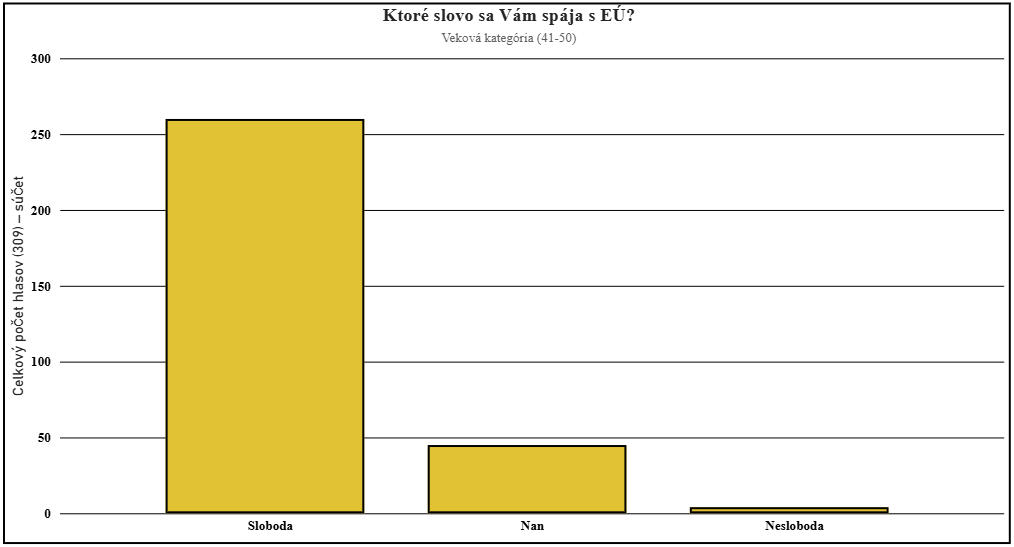 Ktoré slovo sa Vám spája s EÚ?
Veková kategória (41-50)
Celkový počet hlasov (309) – súčet
300
250
200
150
100
50
0
Sloboda
Nan
Nesloboda